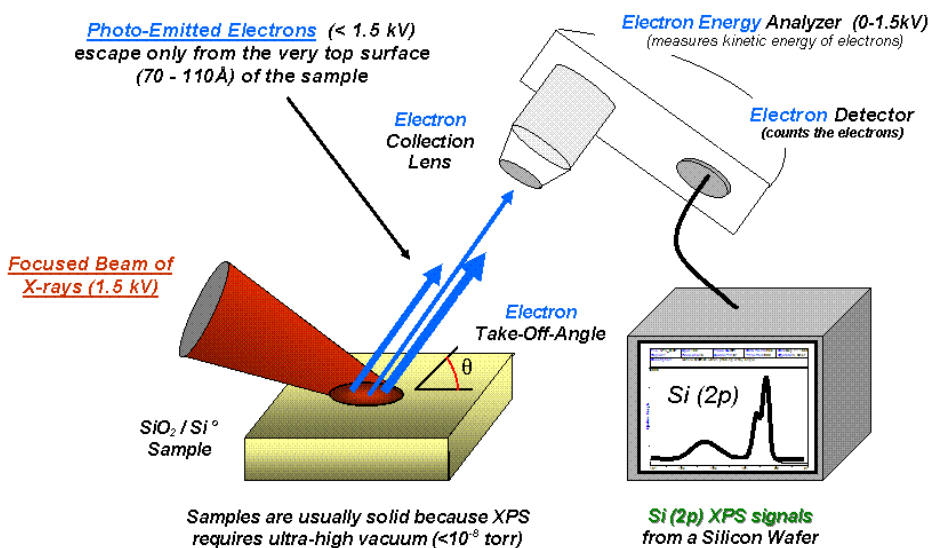 Photo-Emitted Electrons (< 1.5 kV)
escape only from the very top surface
(70 - 110Å) of the sample
Electron Energy Analyzer (0-1.5kV)
(measures kinetic energy of electrons)
Electron
Collection
Lens
Electron Detector
(counts the electrons)
Focused Beam of
X-rays (1.5 kV)
Electron
Take-Off-Angle
θ
SiO₂ / Si°
Sample
Si (2p)
Samples are usually solid because XPS
requires ultra-high vacuum (<10⁻⁸ torr)
Si (2p) XPS signals
from a Silicon Wafer